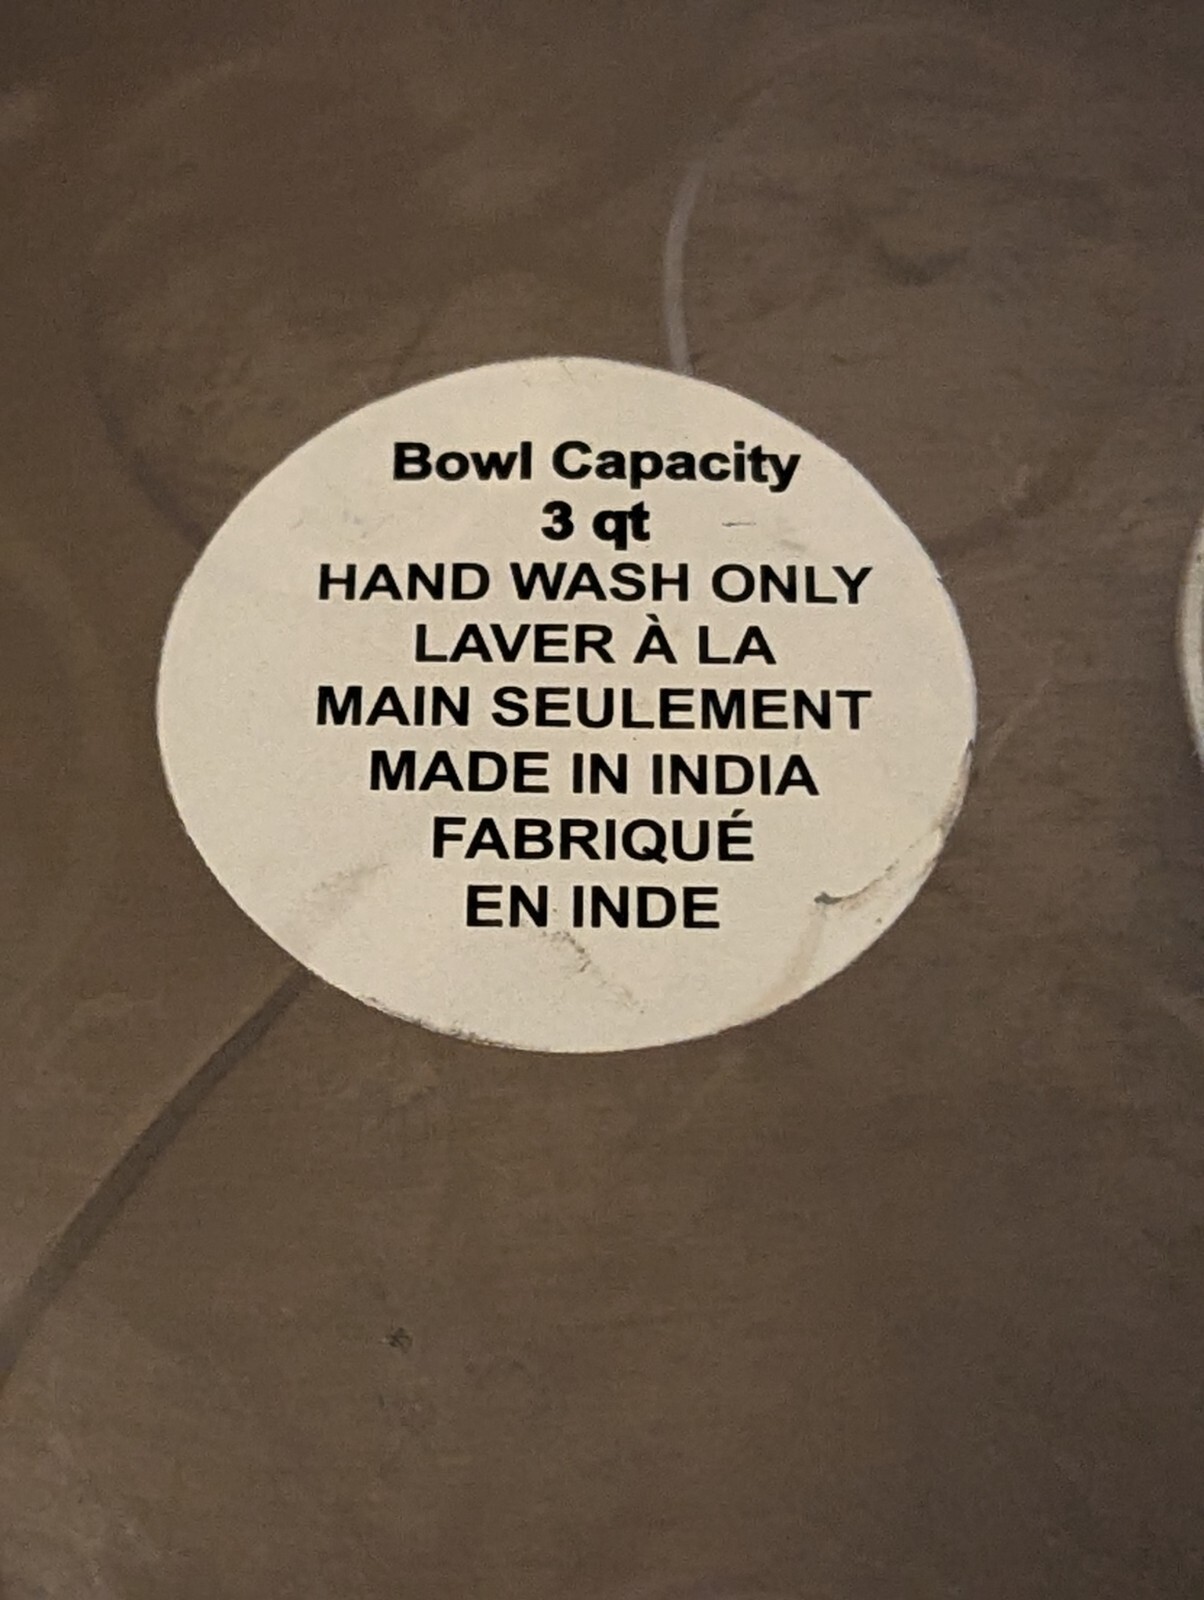 Bowl Capacity
3 qt
HAND WASH ONLY
LAVER À LA
MAIN SEULEMENT
MADE IN INDIA
FABRIQUÉ
EN INDE